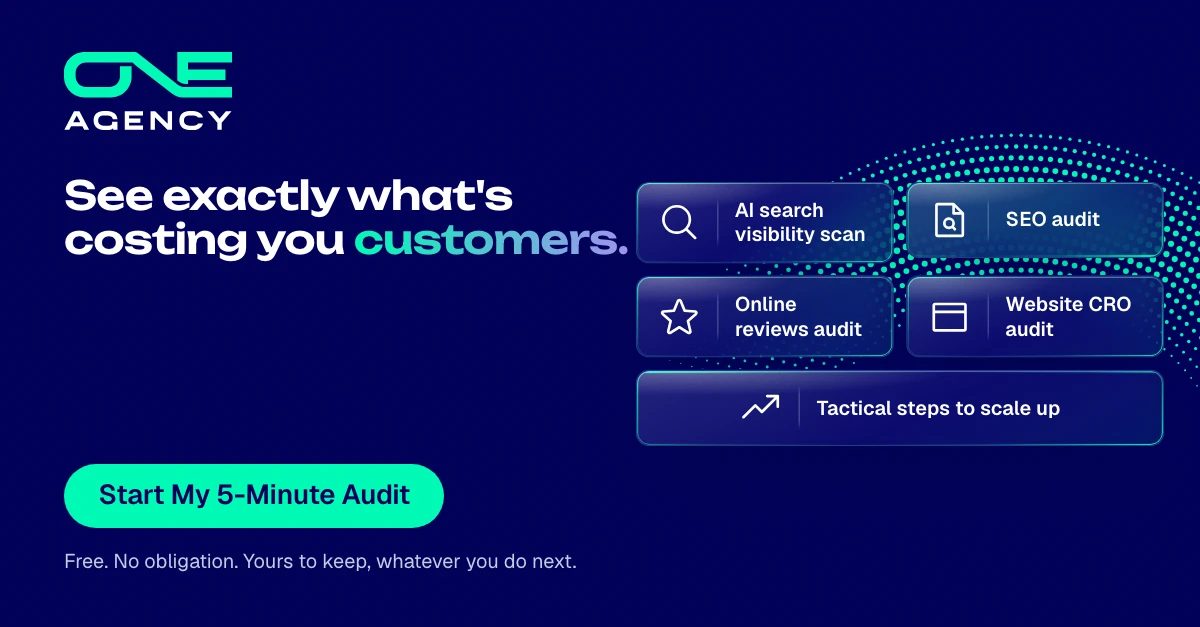 ONE
AGENCY
See exactly what's
costing you customers.
AI search
visibility scan
SEO audit
Online
reviews audit
Website CRO
audit
Tactical steps to scale up
Start My 5-Minute Audit
Free. No obligation. Yours to keep, whatever you do next.